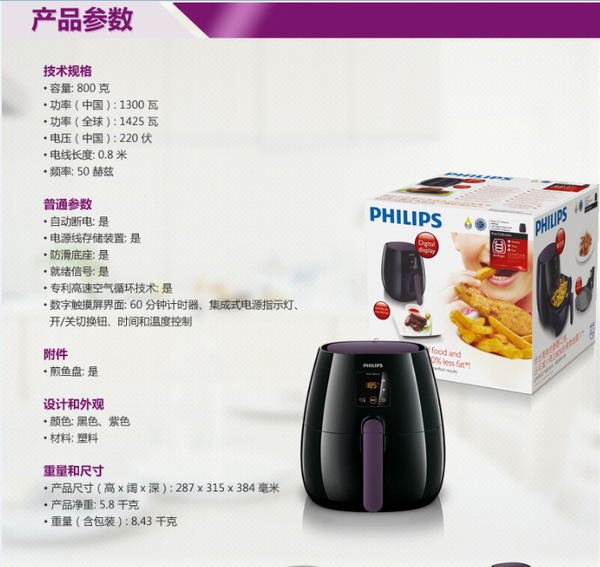 产品参数
技术规格
• 容量: 800 克
• 功率（中国）: 1300 瓦
• 功率（全球）: 1425 瓦
• 电压（中国）: 220 伏
• 电线长度: 0.8 米
• 频率: 50 赫兹
普通参数
• 自动断电: 是
• 电源线存储装置: 是
• 防滑底座: 是
• 就绪信号: 是
• 专利高速空气循环技术: 是
• 数字触摸屏界面: 60 分钟计时器、集成式电源指示灯、
开/关切换钮、时间和温度控制
附件
• 煎鱼盘: 是
设计和外观
• 颜色: 黑色、紫色
• 材料: 塑料
重量和尺寸
• 产品尺寸（高 x 阔 x 深）: 287 x 315 x 384 毫米
• 产品净重: 5.8 千克
• 重量（含包装）: 8.43 千克
PHILIPS
Digital
display
PHILIPS
food and
0% less fat*!
PHILIPS
185°